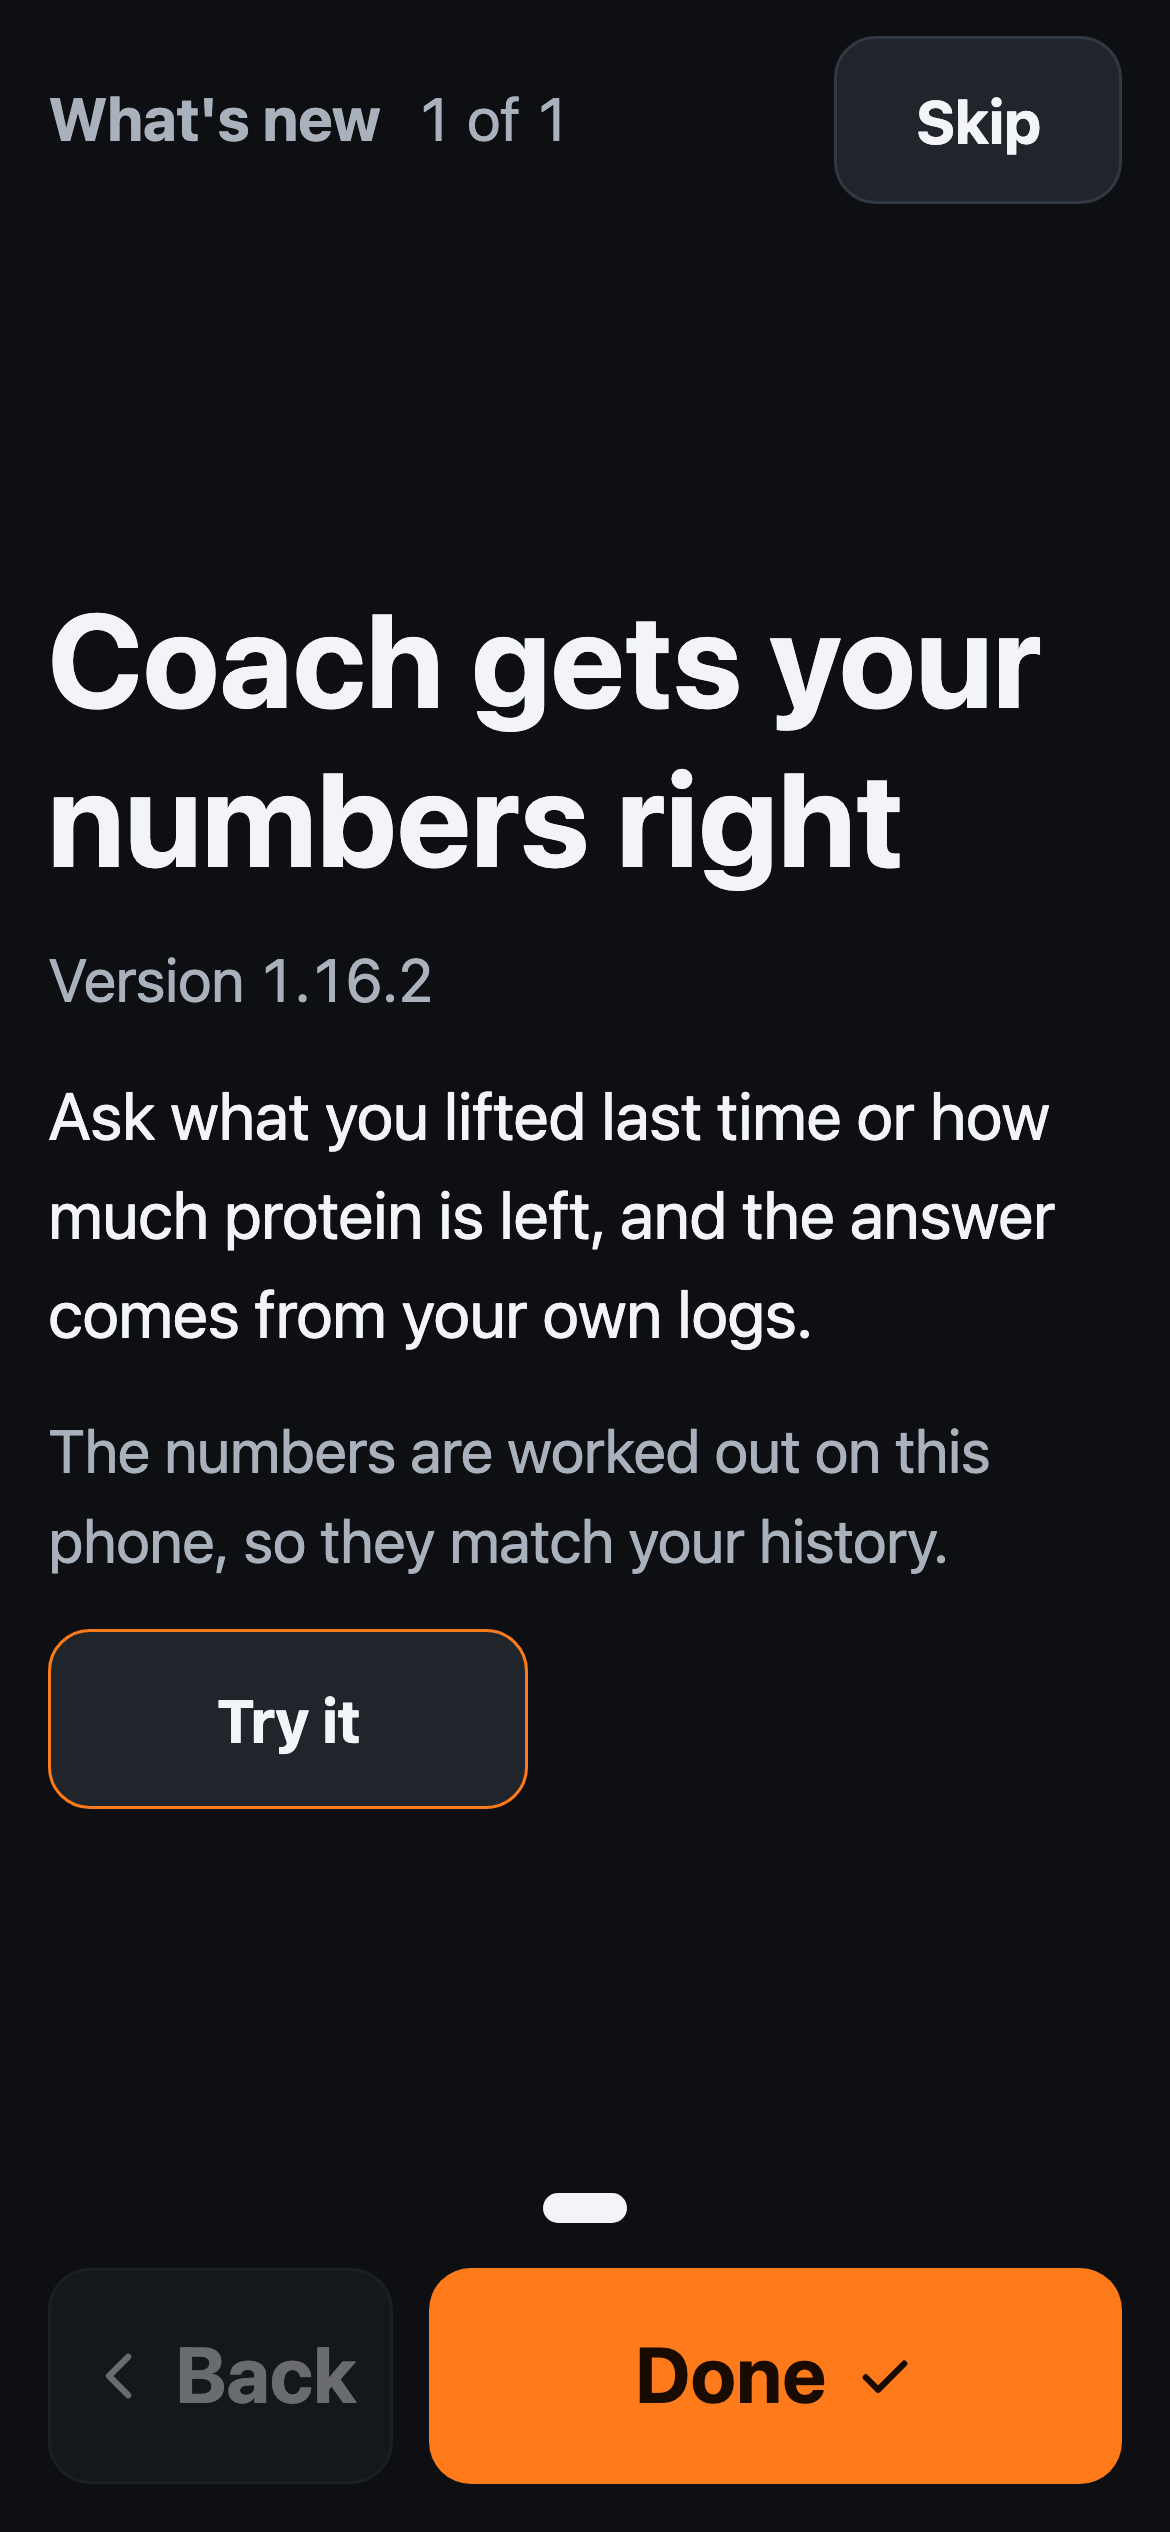 What's new 1 of 1
Skip
Coach gets your
numbers right
Version 1.16.2
Ask what you lifted last time or how
much protein is left, and the answer
comes from your own logs.
The numbers are worked out on this
phone, so they match your history.
Try it
Back
Done